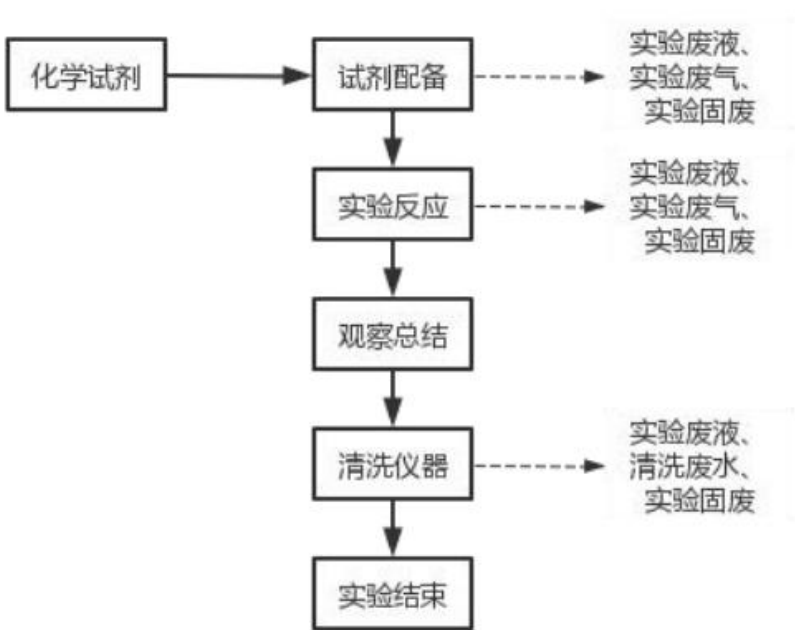 化学试剂
试剂配备
实验废液、
实验废气、
实验固废
实验反应
实验废液、
实验废气、
实验固废
观察总结
清洗仪器
实验废液、
清洗废水、
实验固废
实验结束